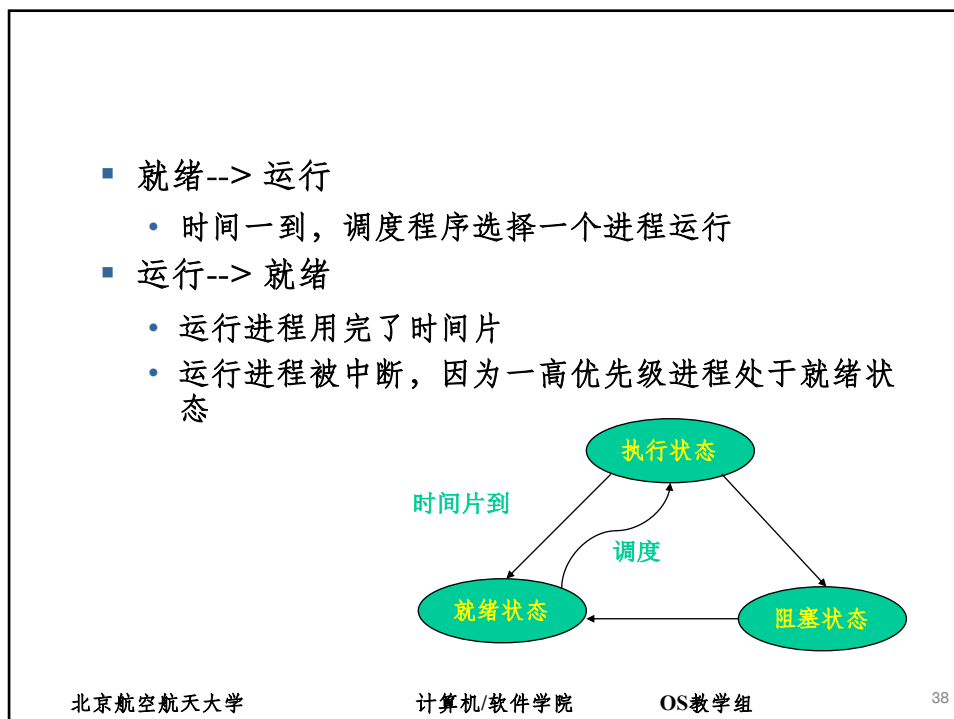 就绪--> 运行
时间一到，调度程序选择一个进程运行
运行--> 就绪
运行进程用完了时间片
运行进程被中断，因为一高优先级进程处于就绪状
态
执行状态
时间片到
调度
就绪状态
阻塞状态
北京航空航天大学 计算机/软件学院 OS教学组 38